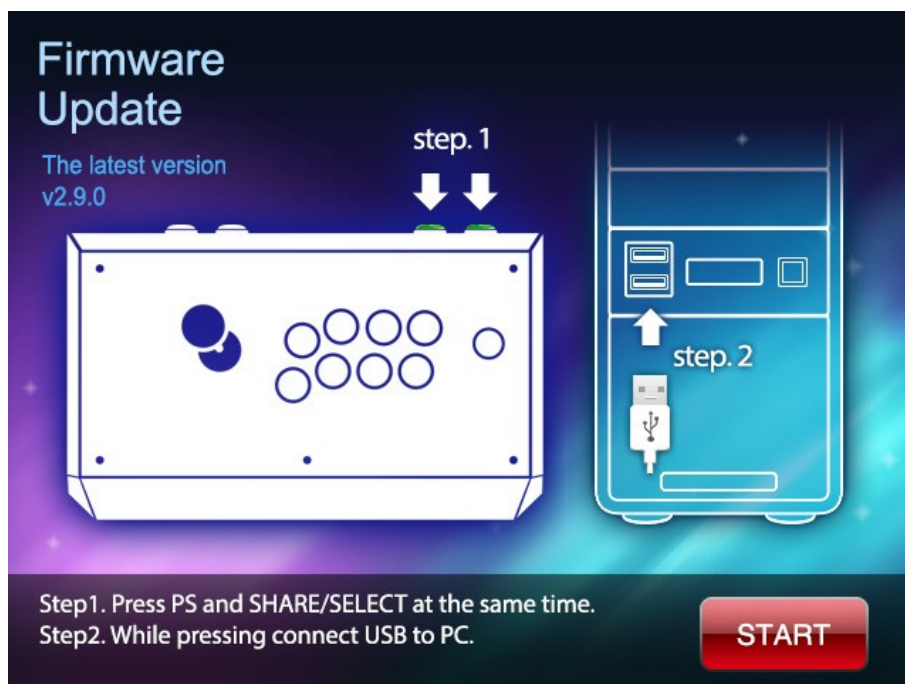 Firmware
Update
The latest version
v2.9.0
step. 1
step. 2
Step1. Press PS and SHARE/SELECT at the same time.
Step2. While pressing connect USB to PC.
START